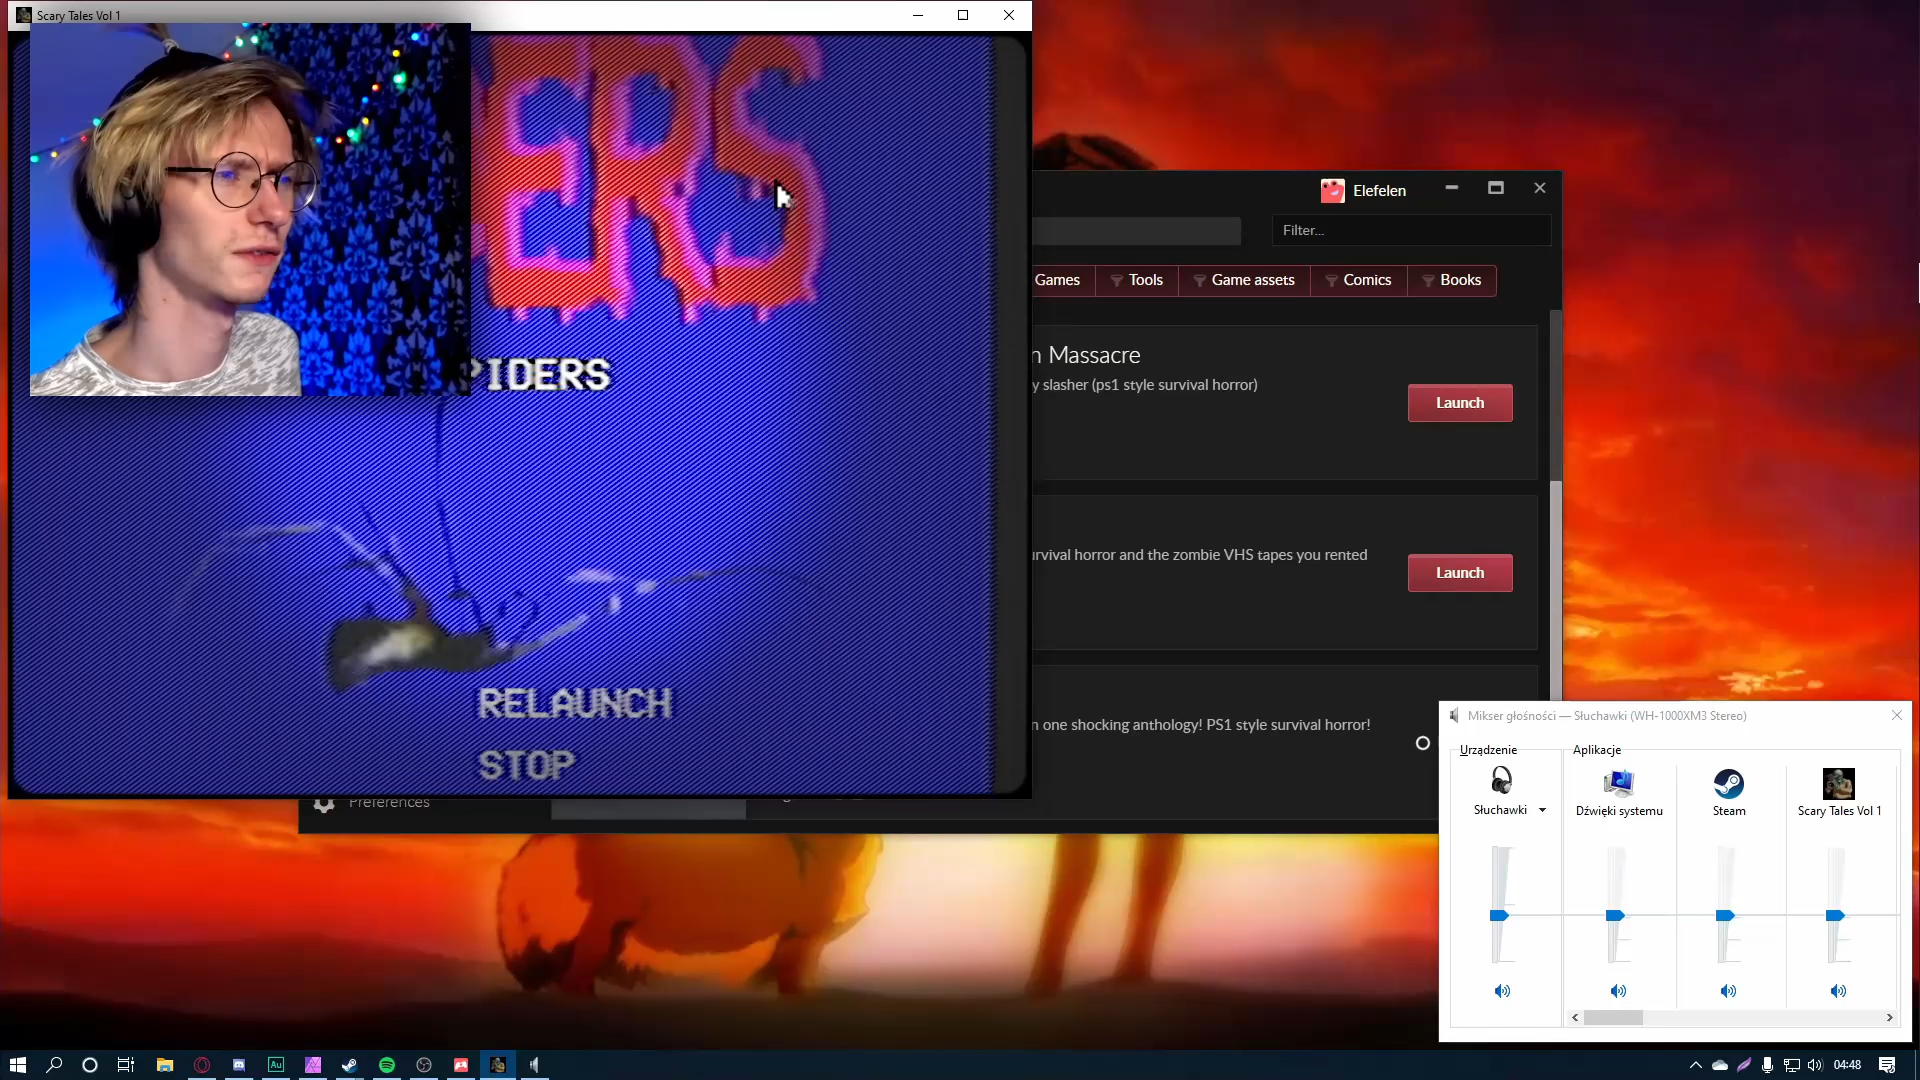 Scary Tales Vol 1
ERS
PIDERS
RELAUNCH
STOP
Elefelen
Filter...
Games
Tools
Game assets
Comics
Books
n Massacre
y slasher (ps1 style survival horror)
Launch
urvival horror and the zombie VHS tapes you rented
Launch
n one shocking anthology! PS1 style survival horror!
Preferences
Mikser głośności — Słuchawki (WH-1000XM3 Stereo)
Urządzenie
Aplikacje
Słuchawki
Dźwięki systemu
Steam
Scary Tales Vol 1
Au
04:48